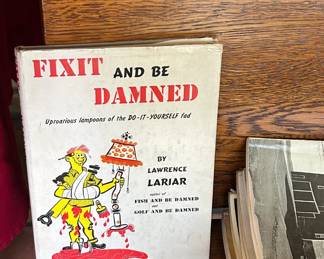 FIXIT AND BE
DAMNED
Uproarious lampoons of the DO-IT-YOURSELF fad
BY
LAWRENCE
LARIAR
author of
FISH AND BE DAMNED
and
GOLF AND BE DAMNED